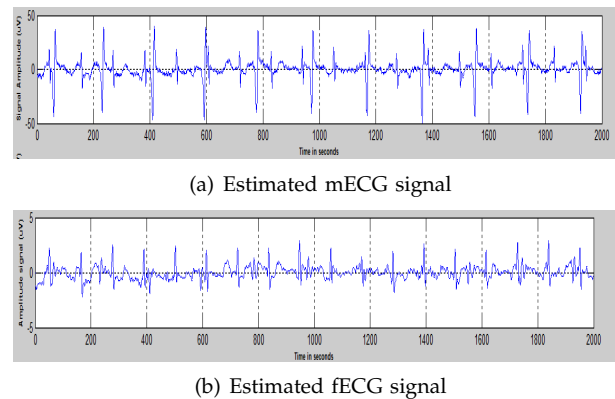 Signal Amplitude (uV)
50
0
-50
0 200 400 600 800 1000 1200 1400 1600 1800 2000
Time in seconds
(a) Estimated mECG signal
Amplitude signal (uV)
5
0
-5
0 200 400 600 800 1000 1200 1400 1600 1800 2000
Time in seconds
(b) Estimated fECG signal